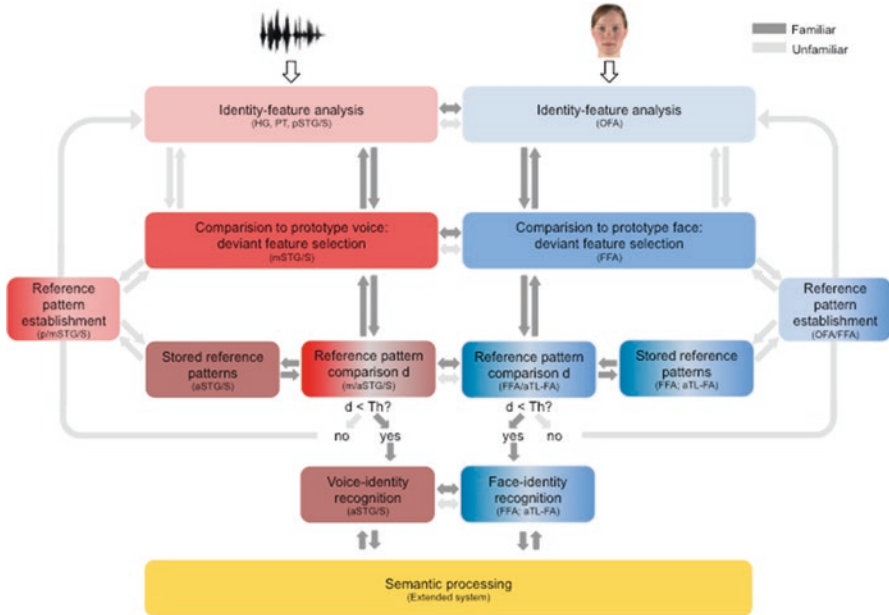 Familiar
Unfamiliar
Identity-feature analysis
(HG, PT, pSTG/S)
Identity-feature analysis
(OFA)
Comparision to prototype voice:
deviant feature selection
(mSTG/S)
Comparision to prototype face:
deviant feature selection
(FFA)
Reference
pattern
establishment
(p/mSTG/S)
Reference
pattern
establishment
(OFA/FFA)
Stored reference
patterns
(aSTG/S)
Reference pattern
comparison d
(m/aSTG/S)
Reference pattern
comparison d
(FFA/aTL-FA)
Stored reference
patterns
(FFA; aTL-FA)
d < Th?
d < Th?
no
yes
yes
no
Voice-identity
recognition
(aSTG/S)
Face-identity
recognition
(FFA; aTL-FA)
Semantic processing
(Extended system)